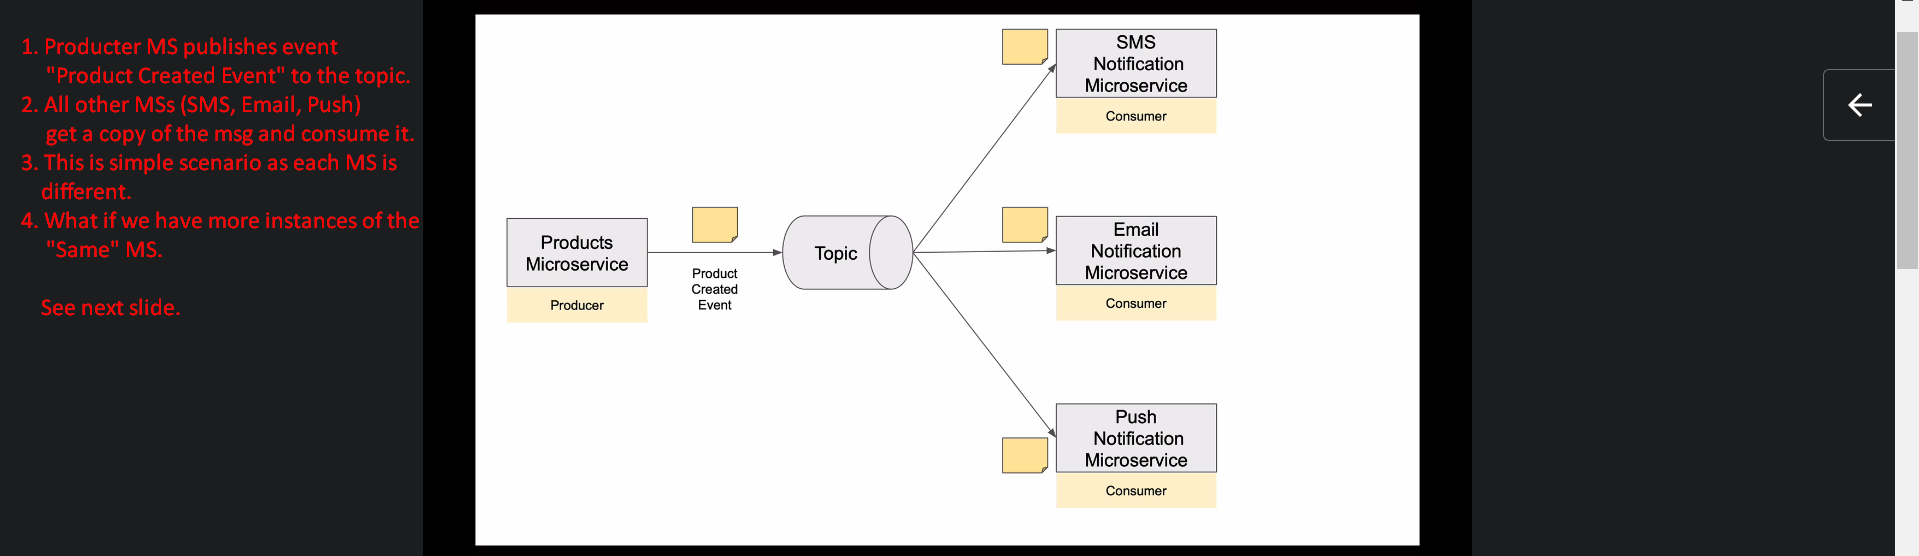 1. Producter MS publishes event
"Product Created Event" to the topic.
2. All other MSs (SMS, Email, Push)
get a copy of the msg and consume it.
3. This is simple scenario as each MS is
different.
4. What if we have more instances of the
"Same" MS.
See next slide.
Products
Microservice
Producer
Product
Created
Event
Topic
SMS
Notification
Microservice
Consumer
Email
Notification
Microservice
Consumer
Push
Notification
Microservice
Consumer